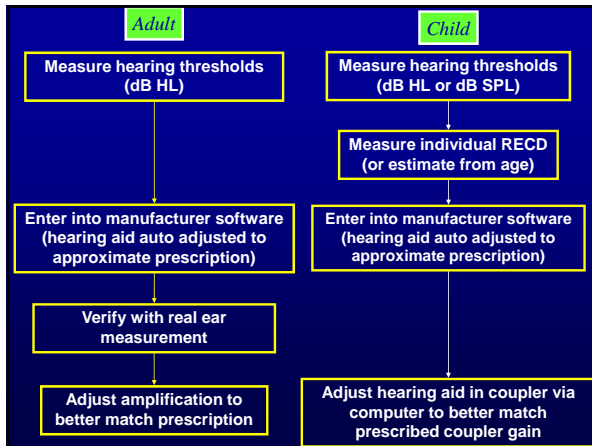 Adult
Measure hearing thresholds
(dB HL)
Enter into manufacturer software
(hearing aid auto adjusted to
approximate prescription)
Verify with real ear
measurement
Adjust amplification to
better match prescription
Child
Measure hearing thresholds
(dB HL or dB SPL)
Measure individual RECD
(or estimate from age)
Enter into manufacturer software
(hearing aid auto adjusted to
approximate prescription)
Adjust hearing aid in coupler via
computer to better match
prescribed coupler gain